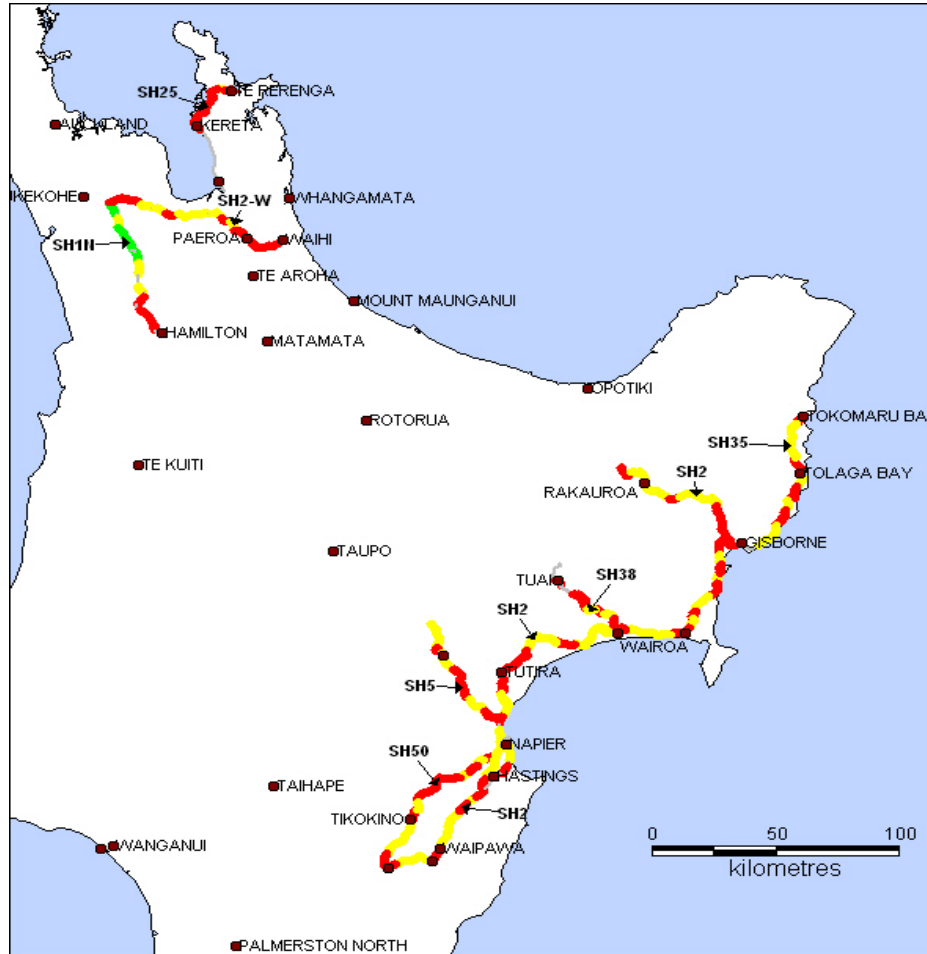 SH25
TE RERENGA
AUCKLAND
KERETA
IKEKOHE
SH2-W
WHANGAMATA
SH1N
PAEROA
WAIHI
TE AROHA
MOUNT MAUNGANUI
HAMILTON
MATAMATA
OPOTIKI
ROTORUA
TOKOMARU BA
SH35
TE KUITI
SH2
TOLAGA BAY
RAKAUROA
GISBORNE
TAUPO
TUAI
SH38
SH2
WAIROA
TUTIRA
SH5
NAPIER
SH50
HASTINGS
TAIHAPE
SH2
TIKOKINO
0 50 100
WANGANUI
WAIPAWA
kilometres
PALMERSTON NORTH